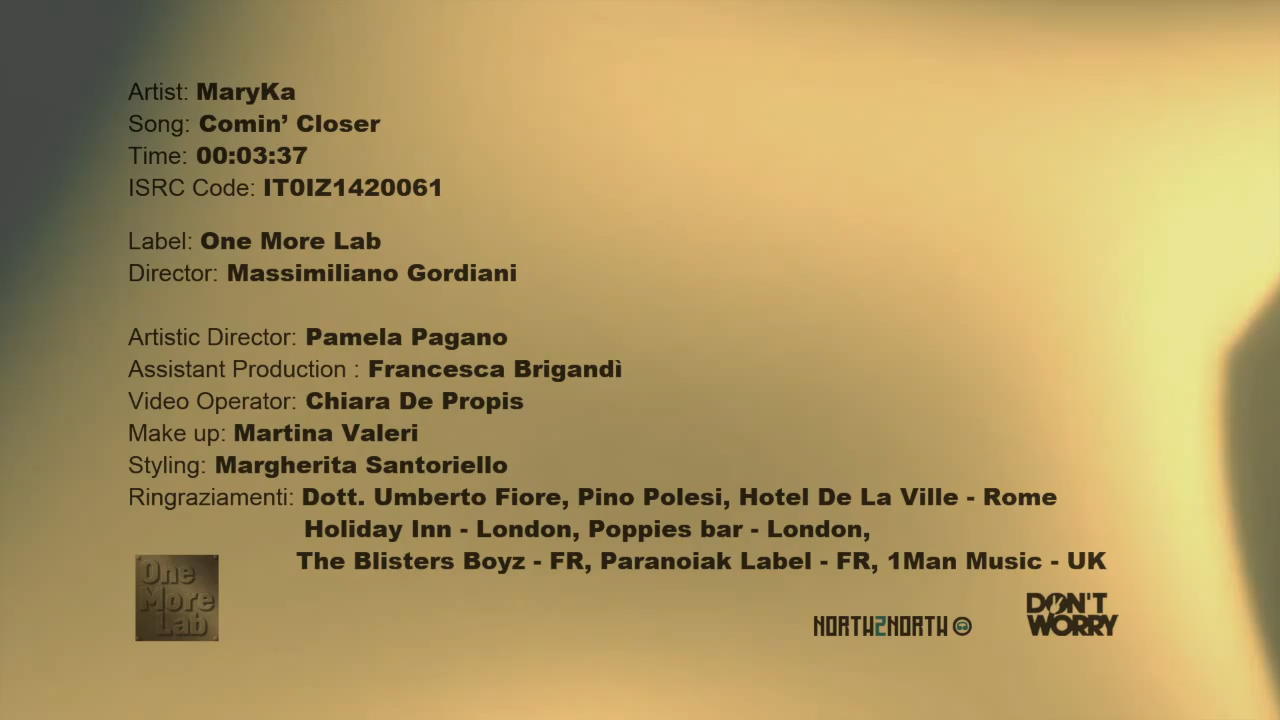 Artist: MaryKa
Song: Comin’ Closer
Time: 00:03:37
ISRC Code: IT0IZ1420061
Label: One More Lab
Director: Massimiliano Gordiani
Artistic Director: Pamela Pagano
Assistant Production : Francesca Brigandì
Video Operator: Chiara De Propis
Make up: Martina Valeri
Styling: Margherita Santoriello
Ringraziamenti: Dott. Umberto Fiore, Pino Polesi, Hotel De La Ville - Rome
Holiday Inn - London, Poppies bar - London,
The Blisters Boyz - FR, Paranoiak Label - FR, 1Man Music - UK
One
More
Lab
NORTH2NORTH
DON'T
WORRY